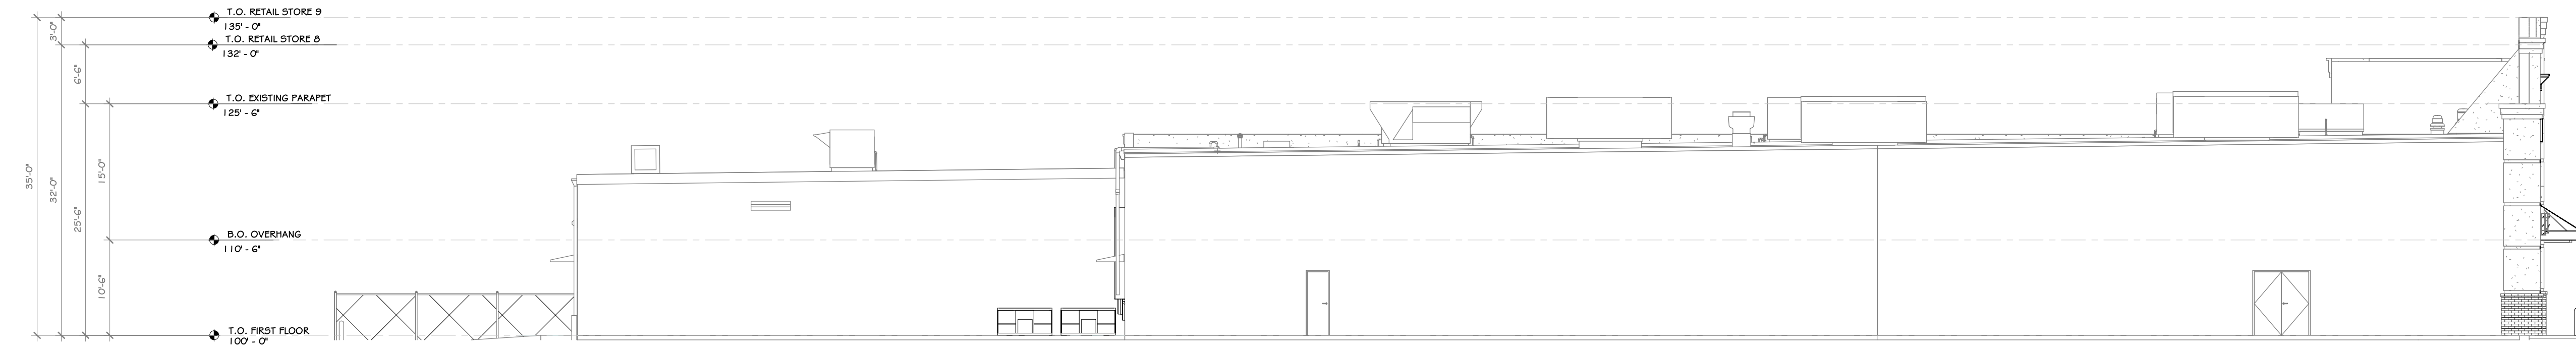 T.O. RETAIL STORE 9
135' - 0"
T.O. RETAIL STORE 8
132' - 0"
T.O. EXISTING PARAPET
125' - 6"
B.O. OVERHANG
110' - 6"
T.O. FIRST FLOOR
100' - 0"
3'-0"
6'-6"
15'-0"
35'-0"
32'-0"
25'-6"
10'-6"